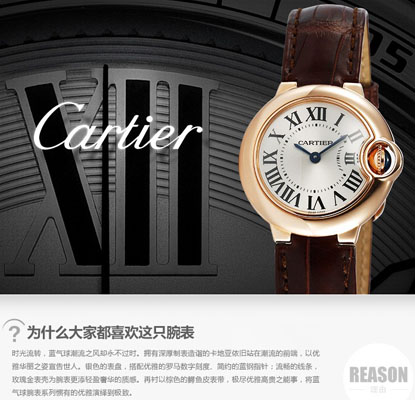 Cartier
XII
CARTIER
? 为什么大家都喜欢这只腕表
时光流转，蓝气球潮流之风却永不过时。拥有深厚制表造诣的卡地亚依旧站在潮流的前端，以优
雅华丽之姿宣告世人。银色的表盘，搭配优雅的罗马数字刻度、简约的蓝钢指针；流畅的线条，
玫瑰金表壳为腕表更添轻盈奢华的质感。再衬以棕色的鳄鱼皮表带，极尽优雅高贵之能事，将蓝
气球腕表系列惯有的优雅演绎到极致。
REASON
理由